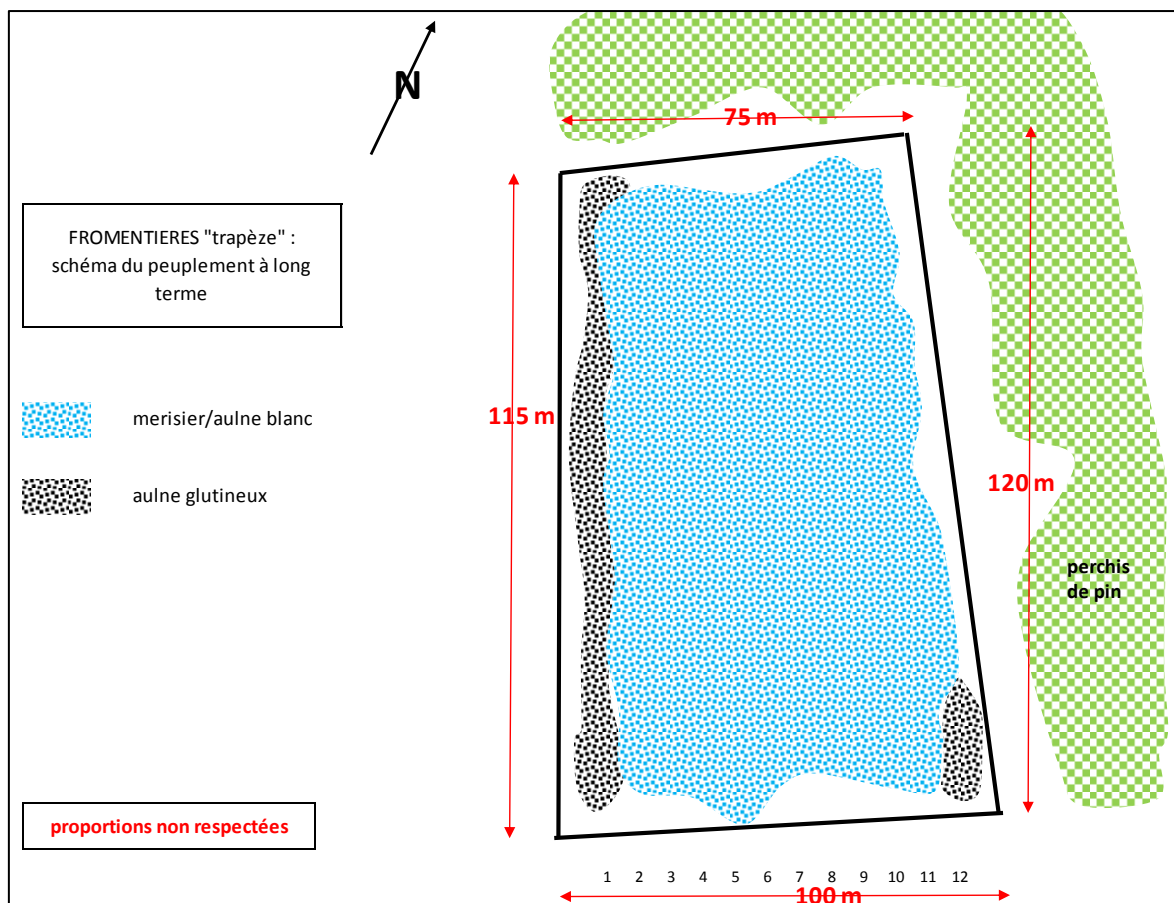 N
75 m
FROMENTIERES "trapèze" :
schéma du peuplement à long
terme
merisier/aulne blanc
115 m
aulne glutineux
120 m
perchis
de pin
proportions non respectées
1 2 3 4 5 6 7 8 9 10 11 12
100 m